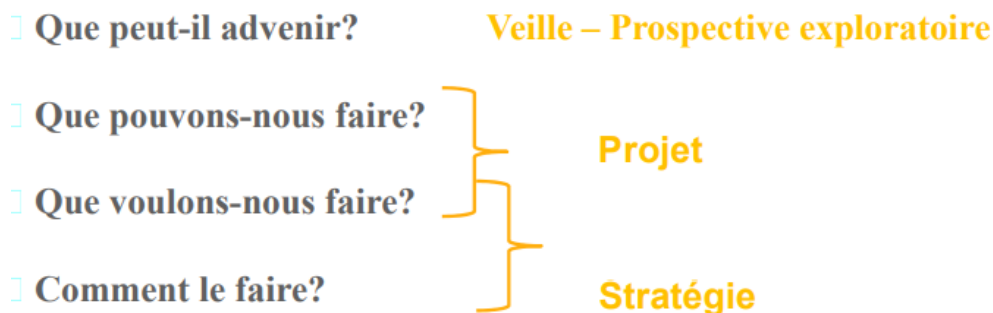 Que peut-il advenir? Veille – Prospective exploratoire
Que pouvons-nous faire?
Projet
Que voulons-nous faire?
Comment le faire?
Stratégie